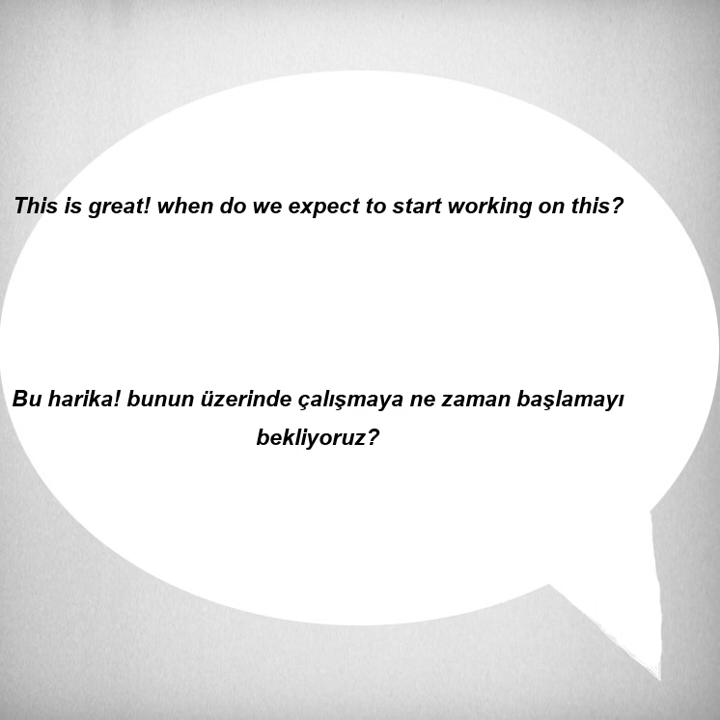 This is great! when do we expect to start working on this?
Bu harika! bunun üzerinde çalışmaya ne zaman başlamayı
bekliyoruz?